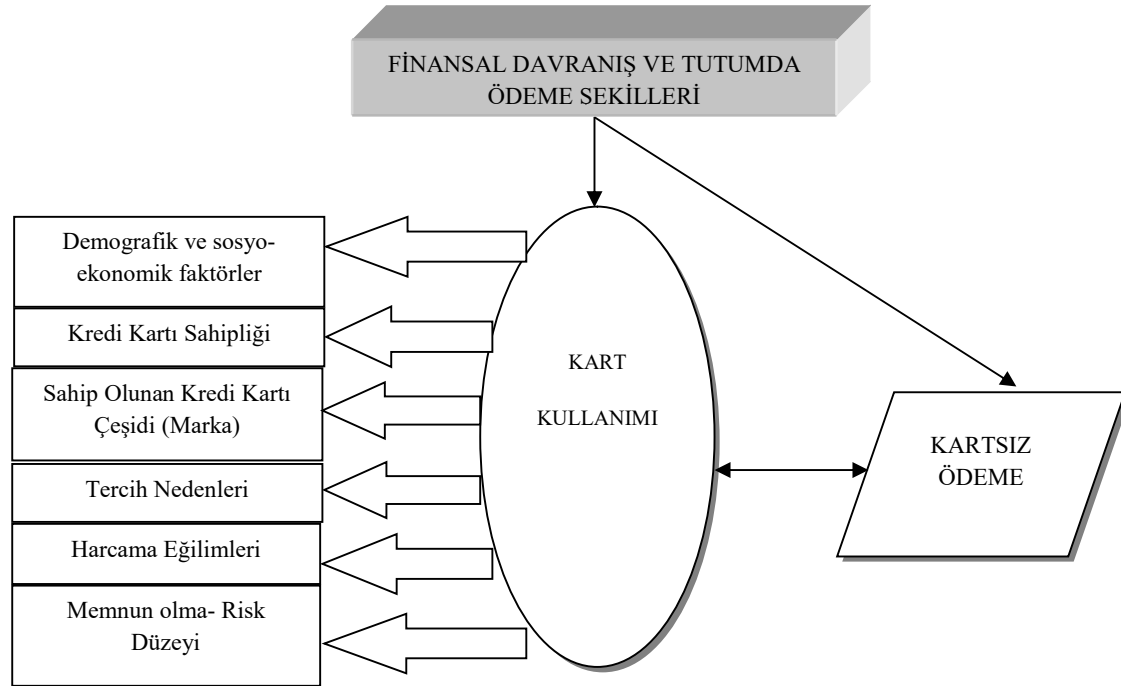 FİNANSAL DAVRANIŞ VE TUTUMDA
ÖDEME SEKİLLERİ
Demografik ve sosyo-
ekonomik faktörler
Kredi Kartı Sahipliği
Sahip Olunan Kredi Kartı
Çeşidi (Marka)
Tercih Nedenleri
Harcama Eğilimleri
Memnun olma- Risk
Düzeyi
KART
KULLANIMI
KARTSIZ
ÖDEME